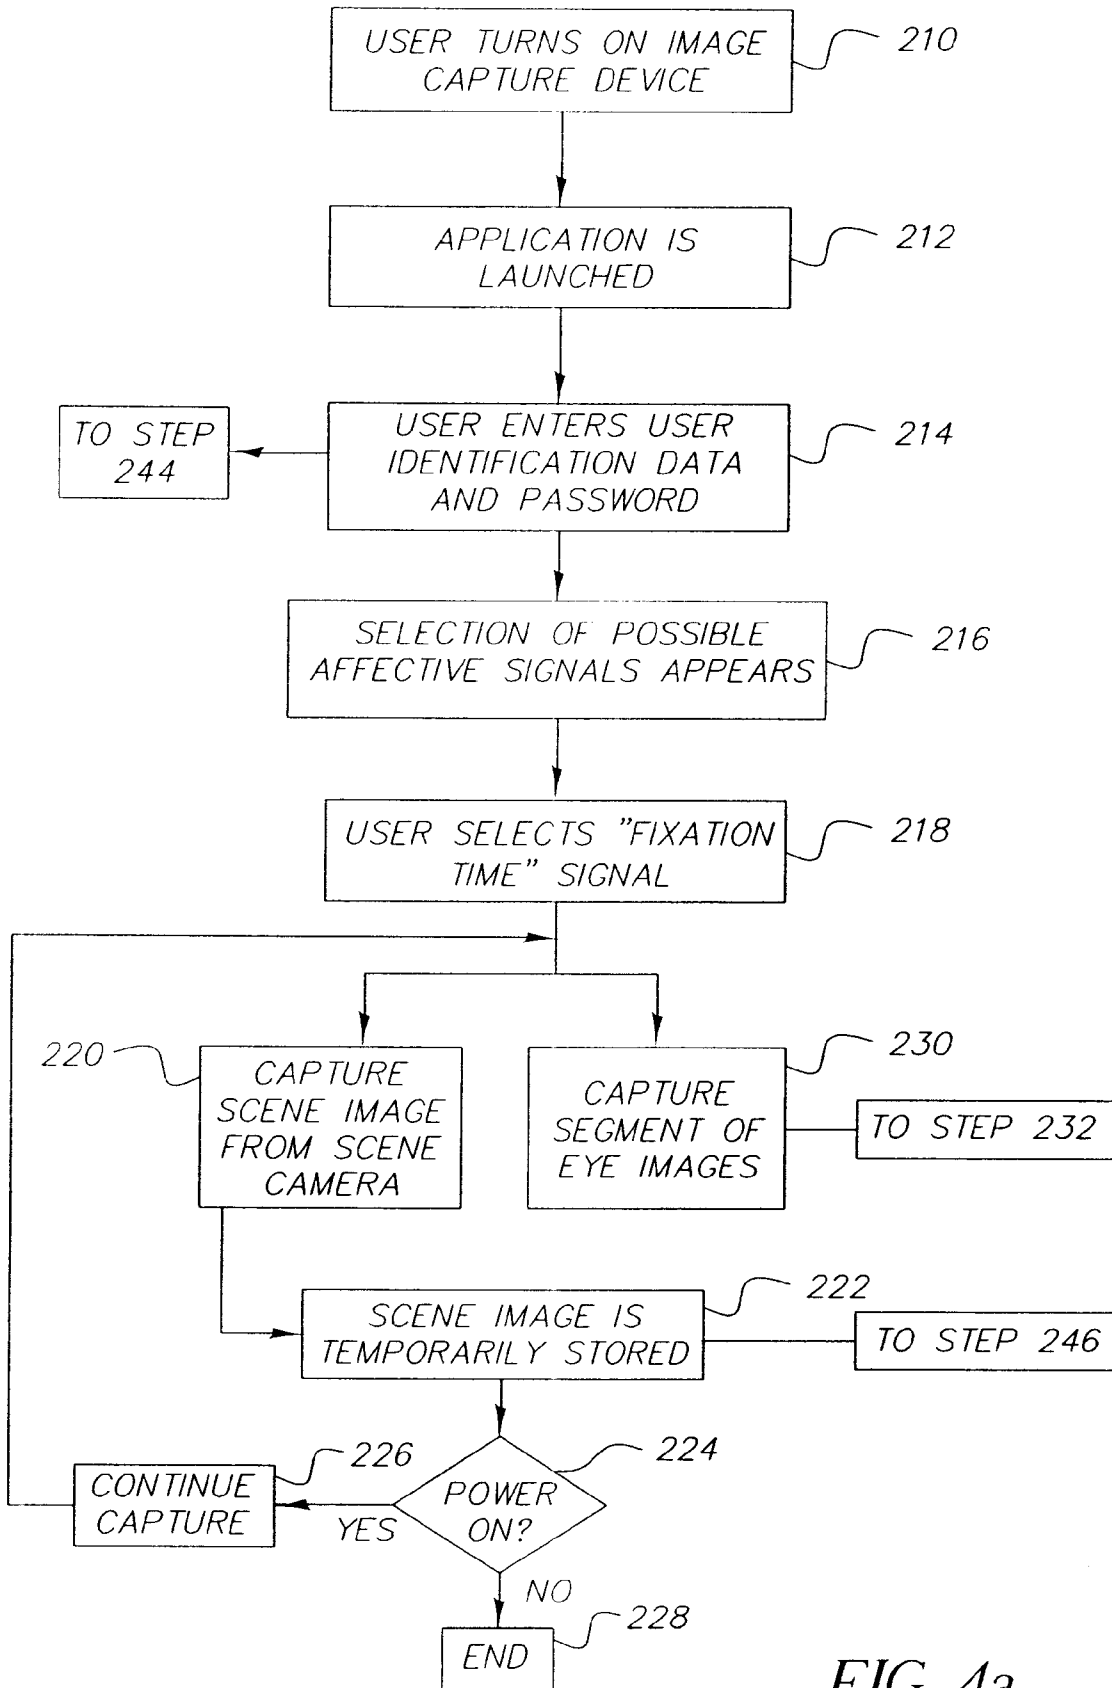 USER TURNS ON IMAGE
CAPTURE DEVICE
210
APPLICATION IS
LAUNCHED
212
TO STEP
244
USER ENTERS USER
IDENTIFICATION DATA
AND PASSWORD
214
SELECTION OF POSSIBLE
AFFECTIVE SIGNALS APPEARS
216
USER SELECTS "FIXATION
TIME" SIGNAL
218
220
CAPTURE
SCENE IMAGE
FROM SCENE
CAMERA
230
CAPTURE
SEGMENT OF
EYE IMAGES
TO STEP 232
222
SCENE IMAGE IS
TEMPORARILY STORED
TO STEP 246
226
CONTINUE
CAPTURE
YES
224
POWER
ON?
NO
228
END
FIG. 4a